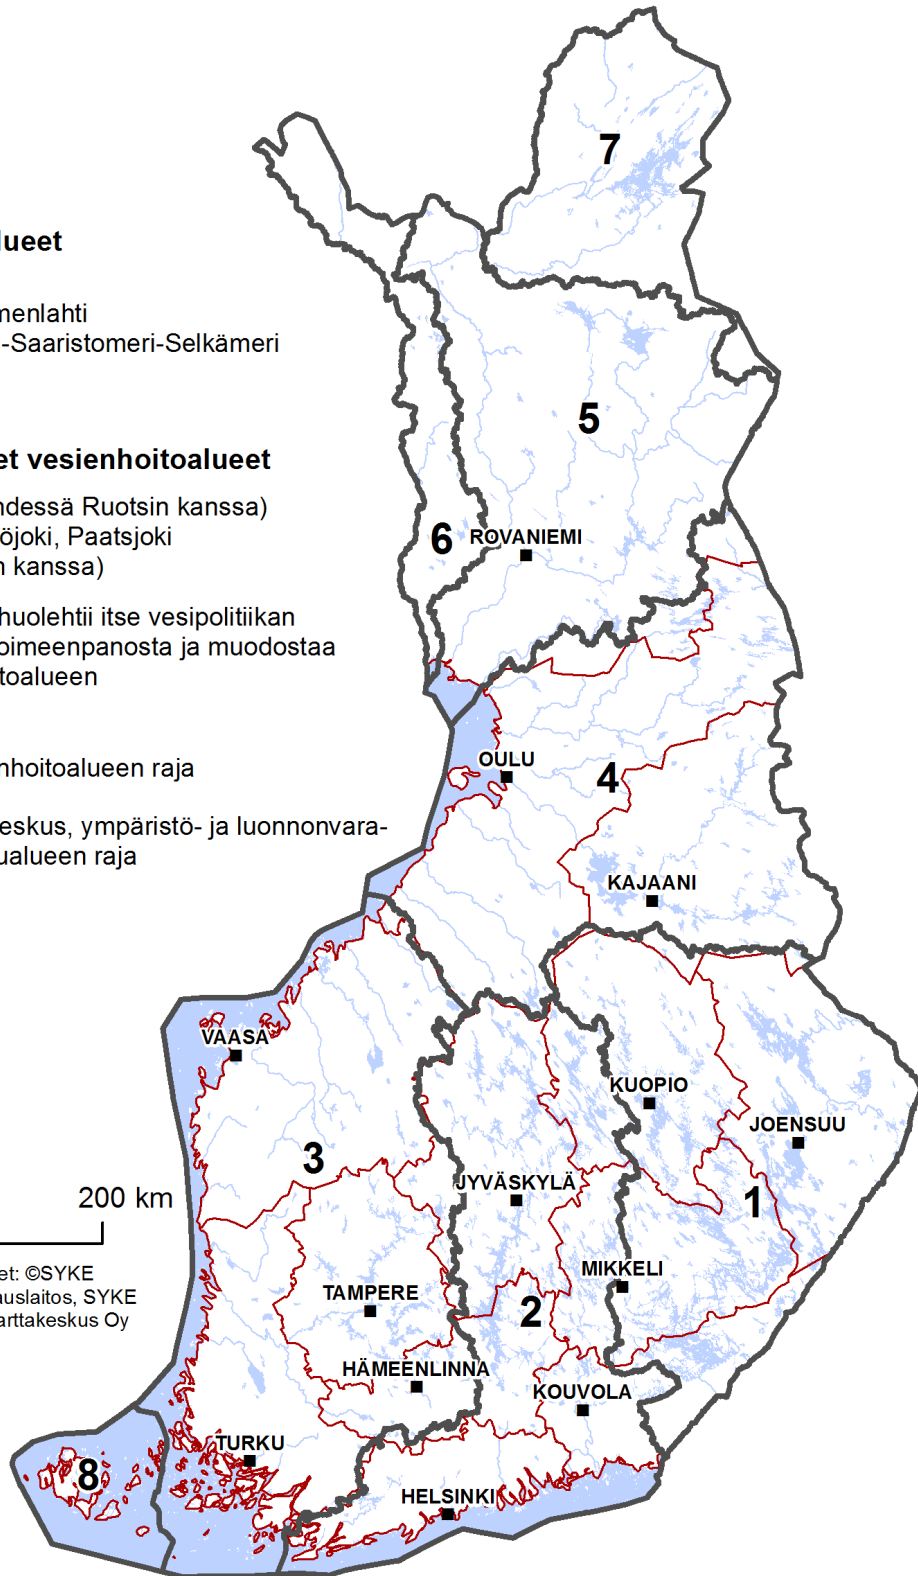 7
lueet
menlahti
-Saaristomeri-Selkämeri
5
et vesienhoitoalueet
hdessä Ruotsin kanssa)
öjoki, Paatsjoki
n kanssa)
6
ROVANIEMI
huolehtii itse vesipolitiikan
oimeenpanosta ja muodostaa
toalueen
OULU
4
nhoitoalueen raja
eskus, ympäristö- ja luonnonvara-
ualueen raja
KAJAANI
VAASA
KUOPIO
JOENSUU
3
JYVÄSKYLÄ
1
200 km
MIKKELI
et: ©SYKE
auslaitos, SYKE
arttakeskus Oy
TAMPERE
2
HÄMEENLINNA
KOUVOLA
TURKU
8
HELSINKI